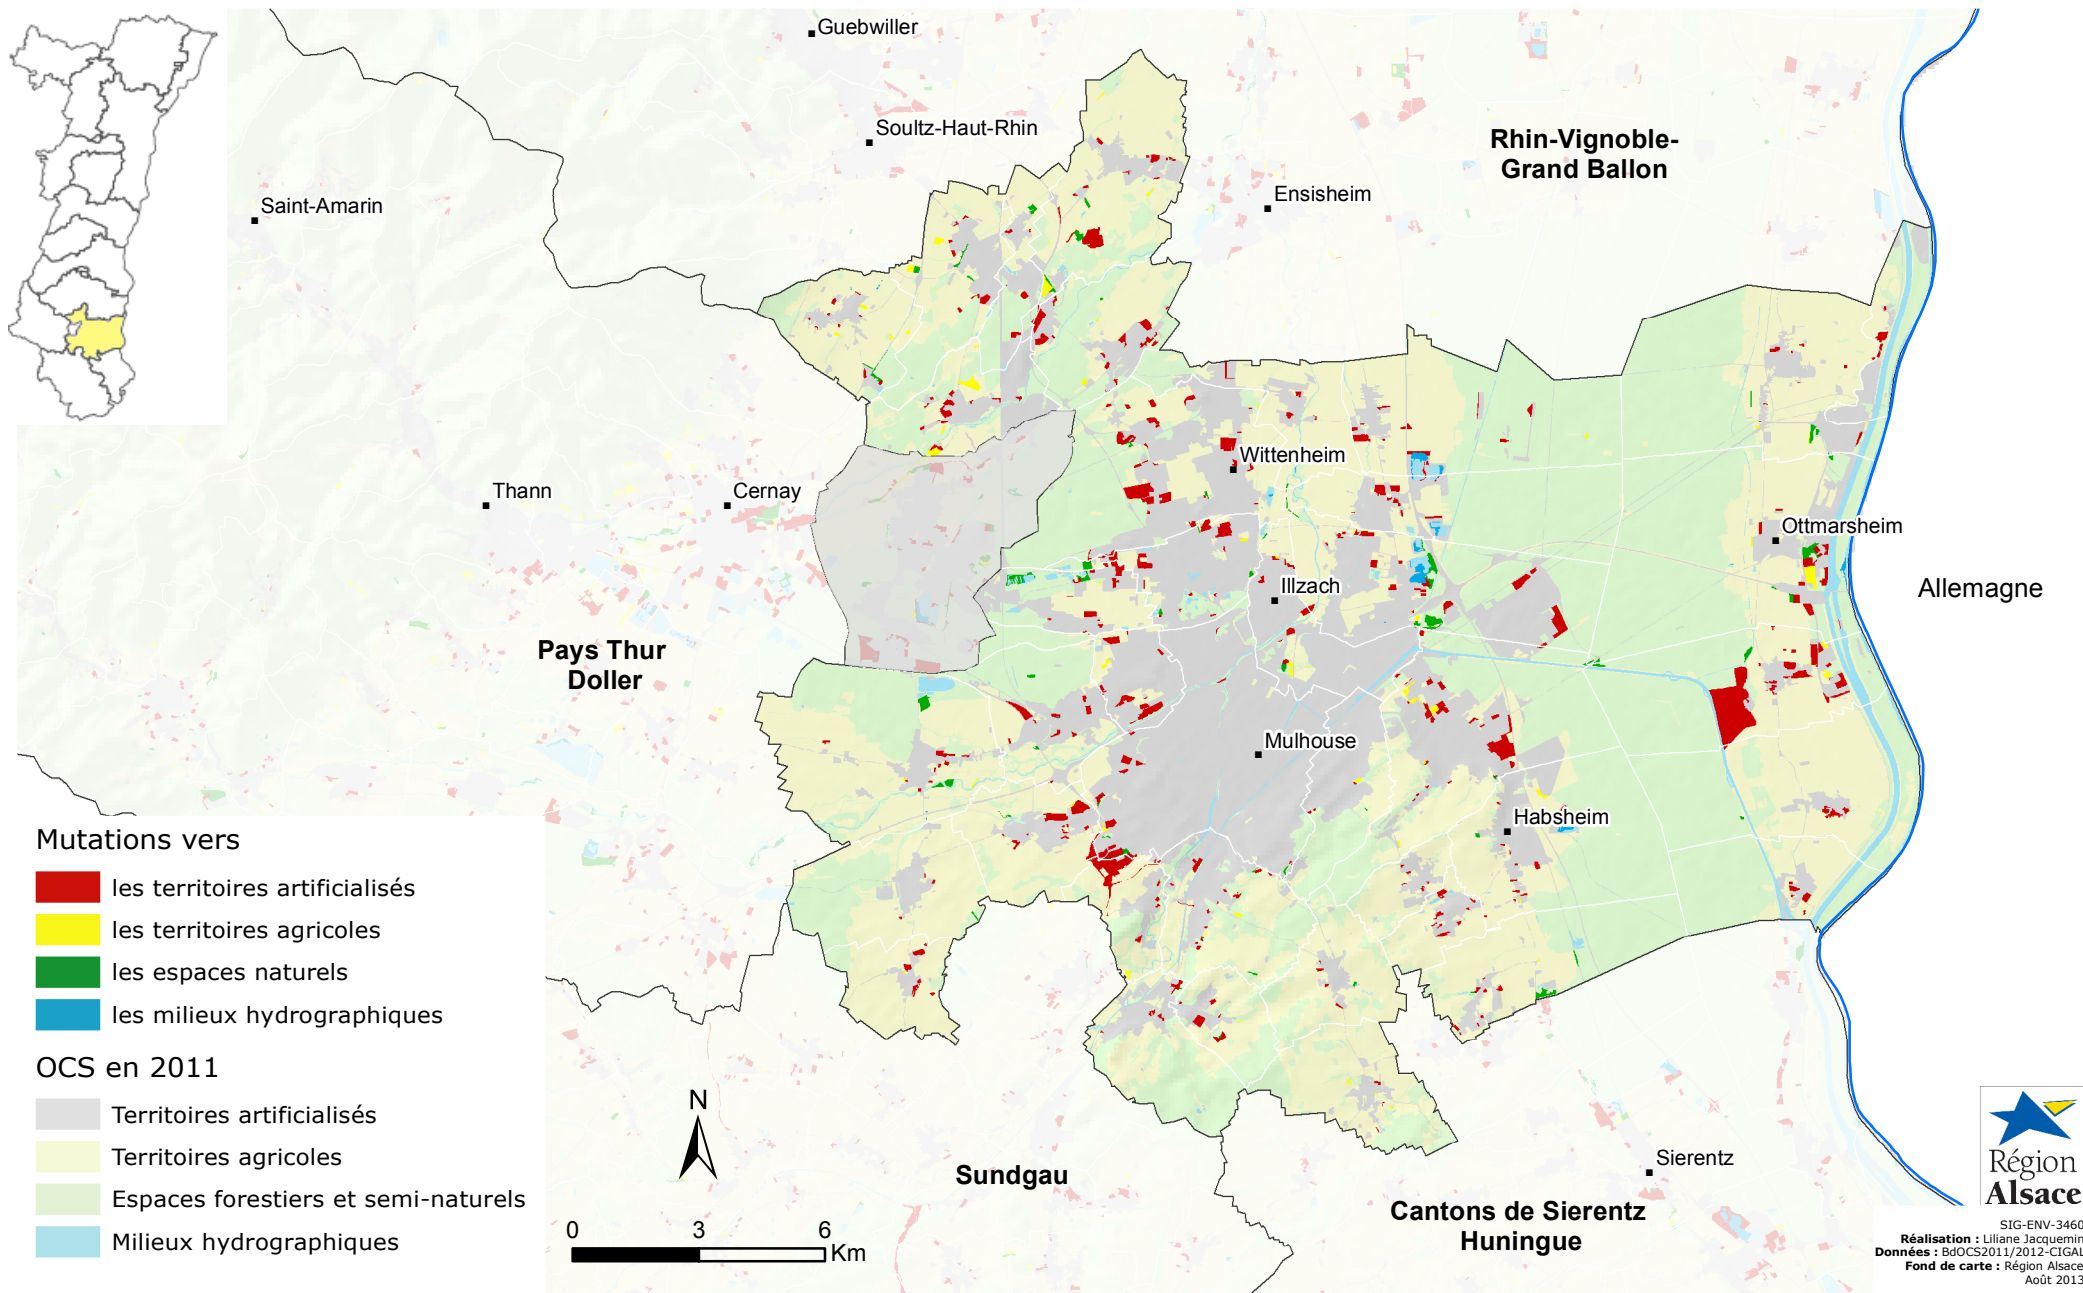 Guebwiller
Soultz-Haut-Rhin
Rhin-Vignoble-
Grand Ballon
Ensisheim
Saint-Amarin
Wittenheim
Thann
Cernay
Ottmarsheim
Illzach
Allemagne
Pays Thur
Doller
Mulhouse
Habsheim
Mutations vers
les territoires artificialisés
les territoires agricoles
les espaces naturels
les milieux hydrographiques
OCS en 2011
Territoires artificialisés
Territoires agricoles
Espaces forestiers et semi-naturels
Milieux hydrographiques
N
0 3 6
Km
Sundgau
Sierentz
Cantons de Sierentz
Huningue
Région
Alsace
SIG-ENV-3460
Réalisation : Liliane Jacquemin
Données : BdOCS2011/2012-CIGAL
Fond de carte : Région Alsace
Août 2013